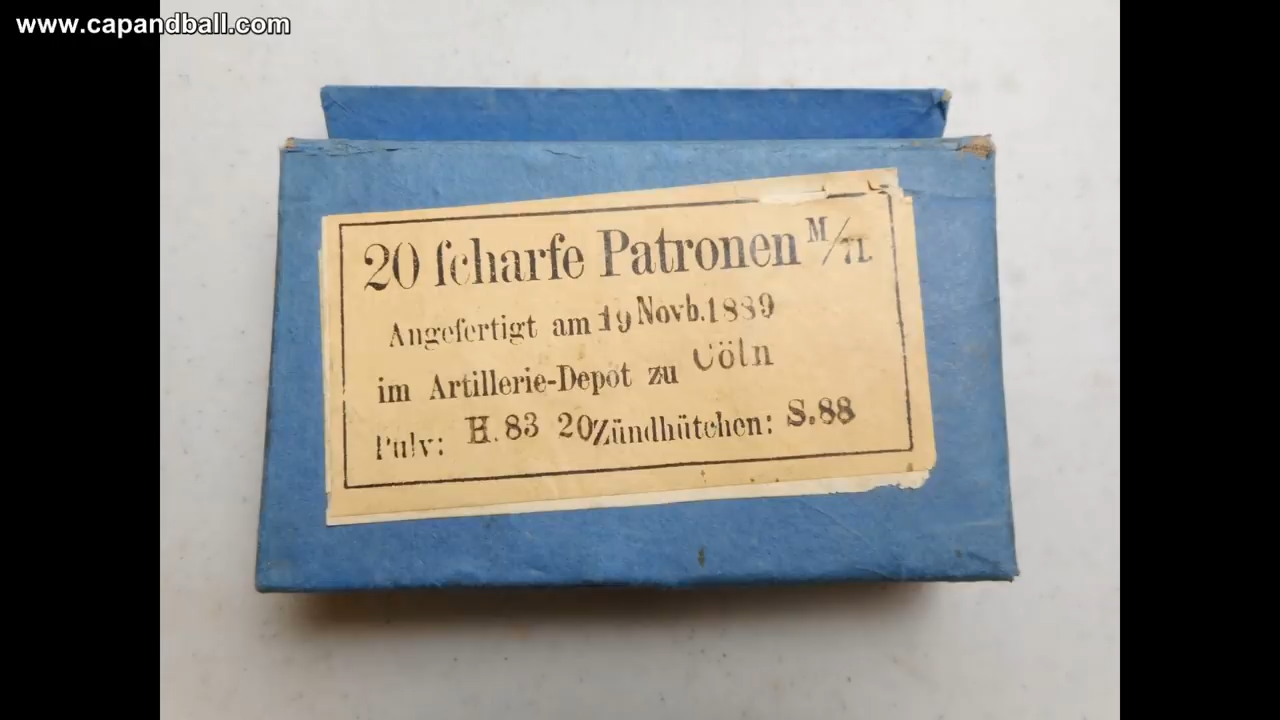 www.capandball.com
20 ſcharfe Patronen M/71.
Angefertigt am 19 Novb. 1889
im Artillerie-Depot zu Cöln
Pulv: H. 83 20 Zündhütchen: S. 88